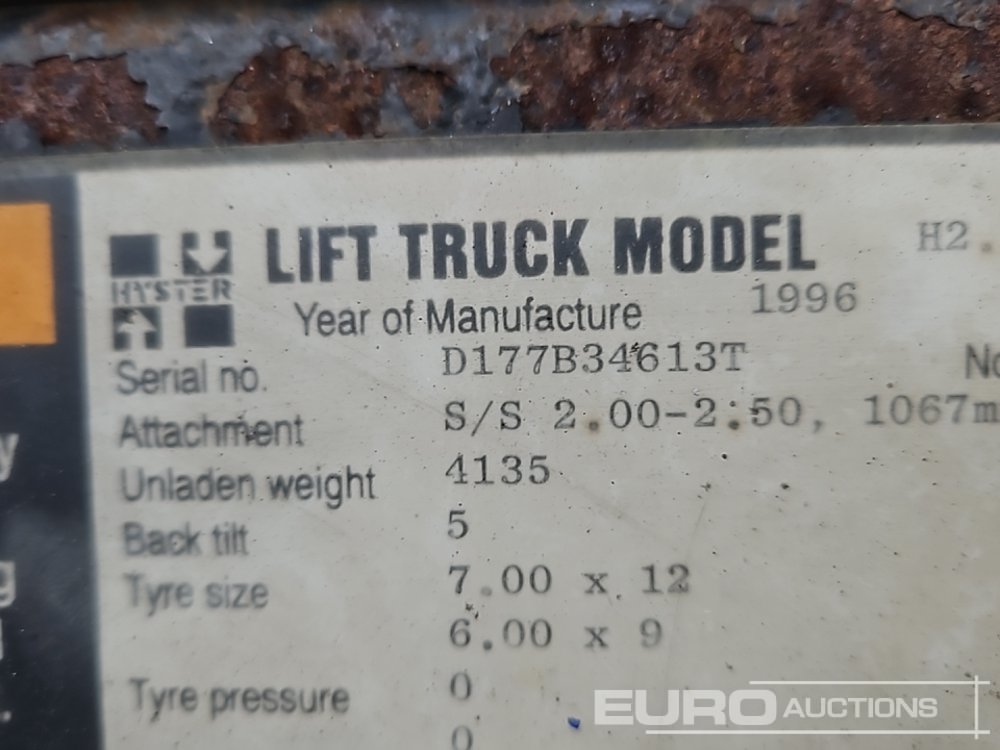 HYSTER
LIFT TRUCK MODEL H2.
Year of Manufacture 1996
Serial no. D177B34613T No
Attachment S/S 2.00-2.50, 1067m
Unladen weight 4135
Back tilt 5
Tyre size 7.00 x 12
6.00 x 9
Tyre pressure 0
0
y
g
EURO AUCTIONS